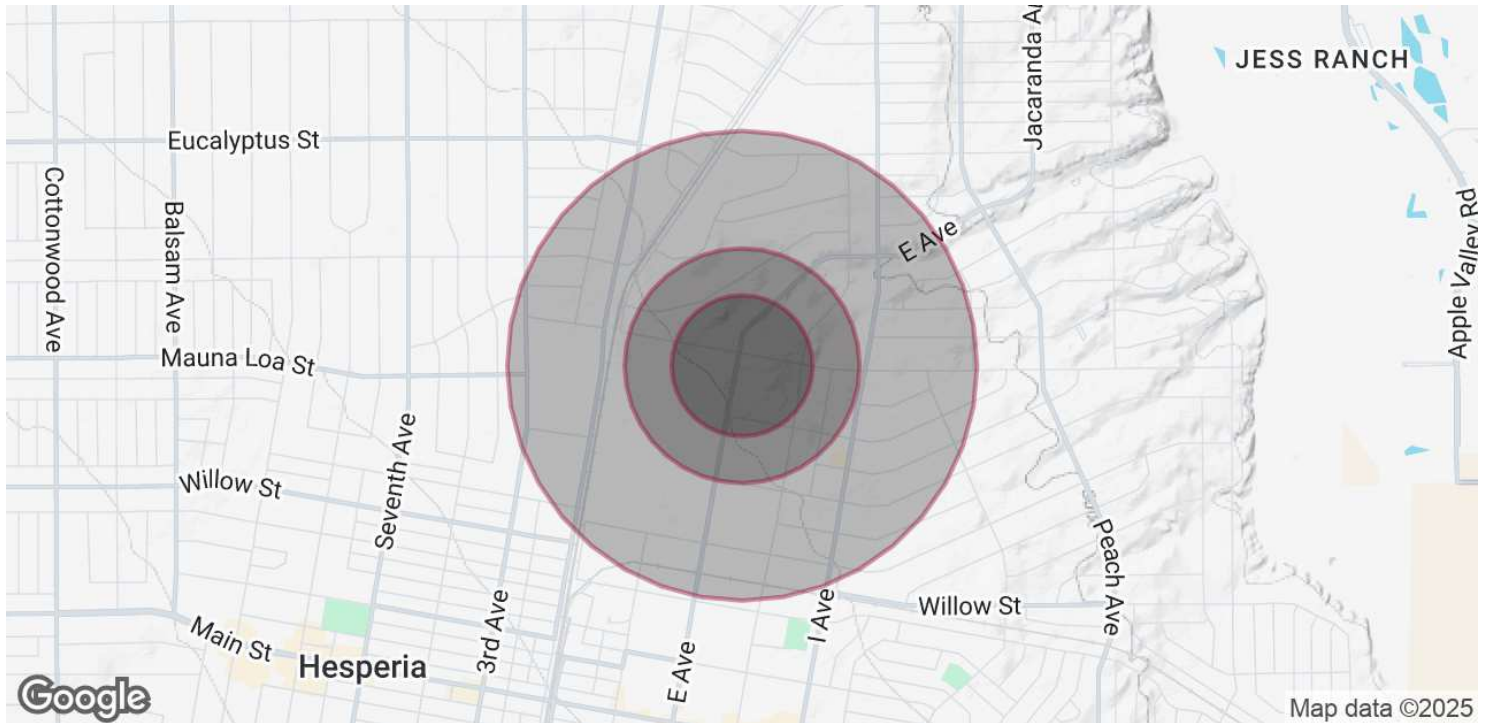 JESS RANCH
Jacaranda A
Eucalyptus St
Cottonwood Ave
Balsam Ave
E Ave
Apple Valley Rd
Mauna Loa St
Seventh Ave
Willow St
Peach Ave
3rd Ave
I Ave
Willow St
Main St
Hesperia
E Ave
Google
Map data ©2025